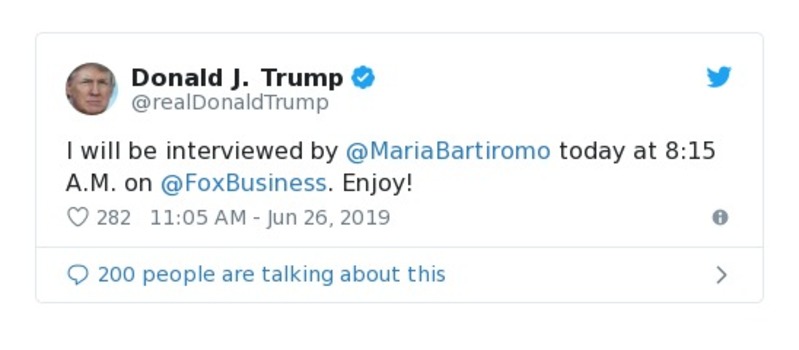 Donald J. Trump
@realDonaldTrump
I will be interviewed by @MariaBartiromo today at 8:15
A.M. on @FoxBusiness. Enjoy!
282 11:05 AM - Jun 26, 2019
200 people are talking about this